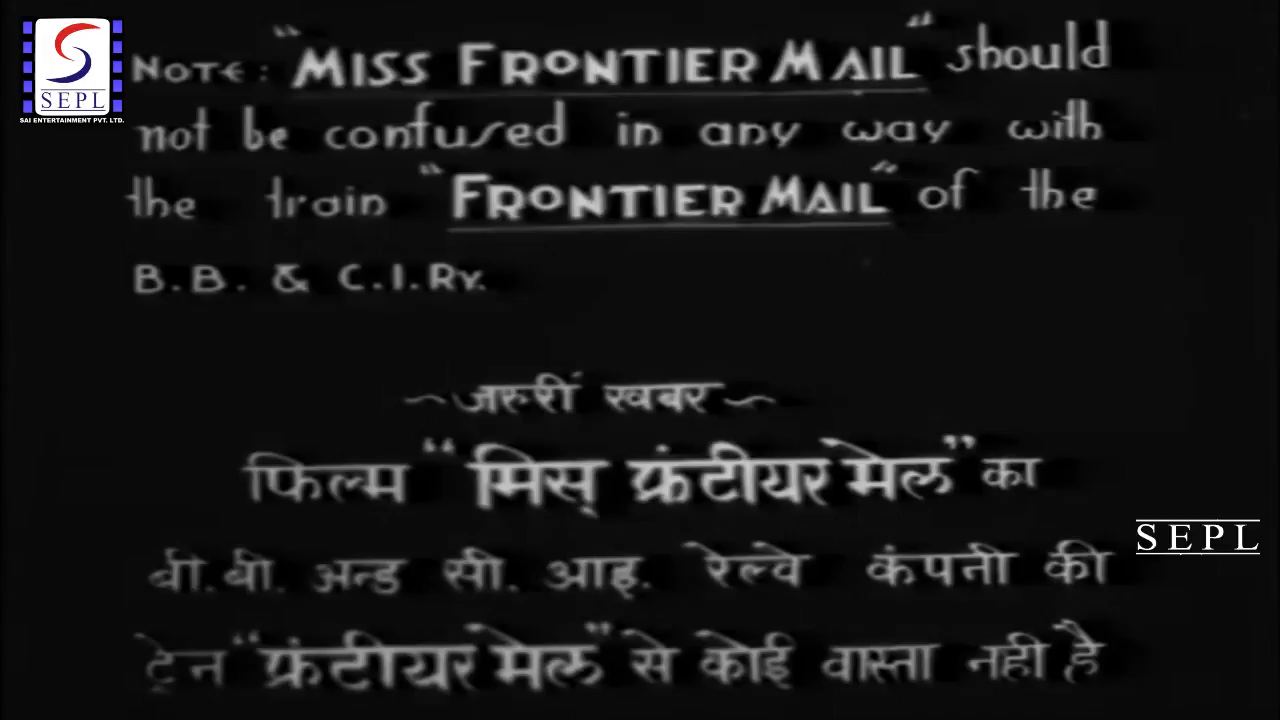 SEPL
SAI ENTERTAINMENT PVT. LTD.
NOTE: "MISS FRONTIER MAIL" should
not be confused in any way with
the train "FRONTIER MAIL" of the
B.B. & C.I.Ry.
~जरुरीं खबर~
फिल्म "मिस् फ्रंटीयर मेल" का
बी.बी. अन्ड सी. आइ. रेल्वे कंपनी की
SEPL
ट्रेन "फ्रंटीयर मेल" से कोई वास्ता नही है